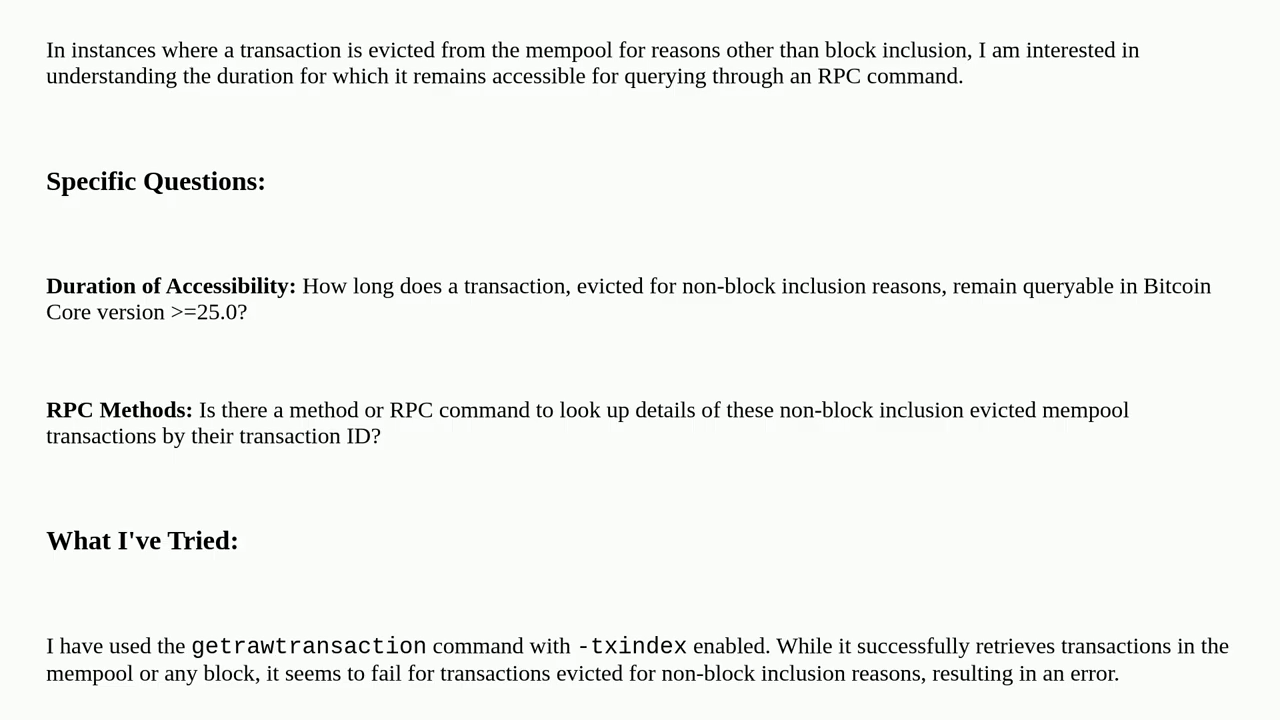 In instances where a transaction is evicted from the mempool for reasons other than block inclusion, I am interested in
understanding the duration for which it remains accessible for querying through an RPC command.
Specific Questions:
Duration of Accessibility: How long does a transaction, evicted for non-block inclusion reasons, remain queryable in Bitcoin
Core version >=25.0?
RPC Methods: Is there a method or RPC command to look up details of these non-block inclusion evicted mempool
transactions by their transaction ID?
What I've Tried:
I have used the getrawtransaction command with -txindex enabled. While it successfully retrieves transactions in the
mempool or any block, it seems to fail for transactions evicted for non-block inclusion reasons, resulting in an error.